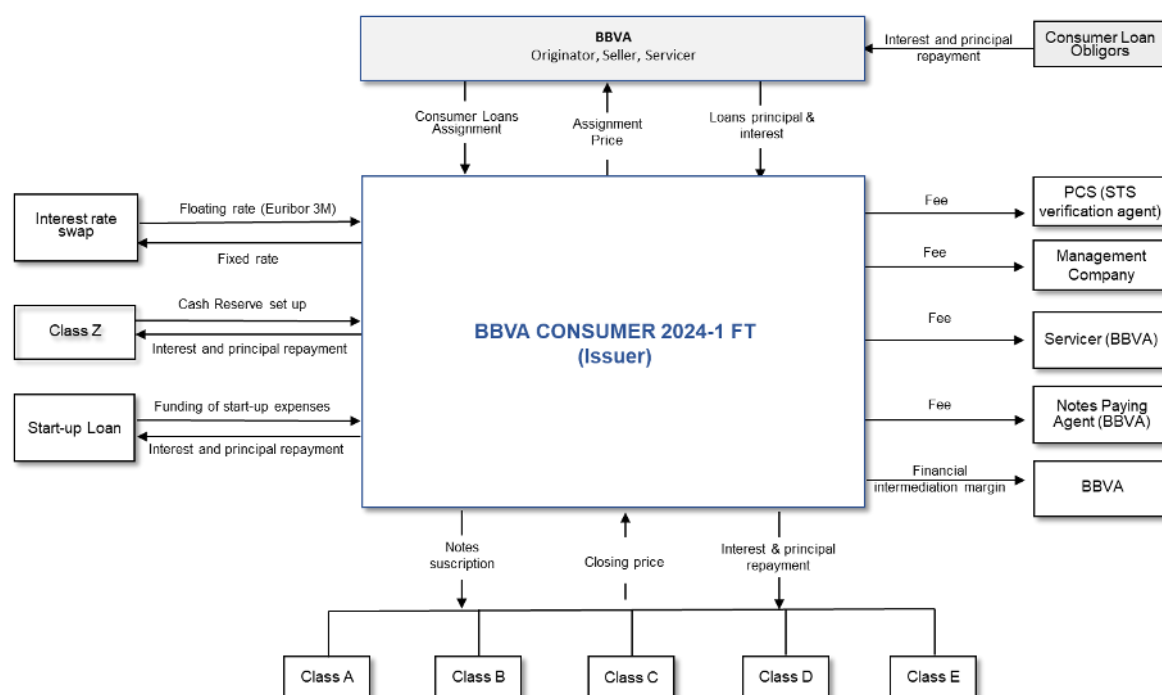 BBVA
Originator, Seller, Servicer
Interest and principal
repayment
Consumer Loan
Obligors
Consumer Loans
Assignment
Assignment
Price
Loans principal &
interest
Interest rate
swap
Floating rate (Euribor 3M)
Fixed rate
Class Z
Cash Reserve set up
Interest and principal repayment
Start-up Loan
Funding of start-up expenses
Interest and principal repayment
BBVA CONSUMER 2024-1 FT
(Issuer)
Fee
PCS (STS
verification agent)
Fee
Management
Company
Fee
Servicer (BBVA)
Fee
Notes Paying
Agent (BBVA)
Financial
intermediation margin
BBVA
Notes
suscription
Closing price
Interest & principal
repayment
Class A
Class B
Class C
Class D
Class E